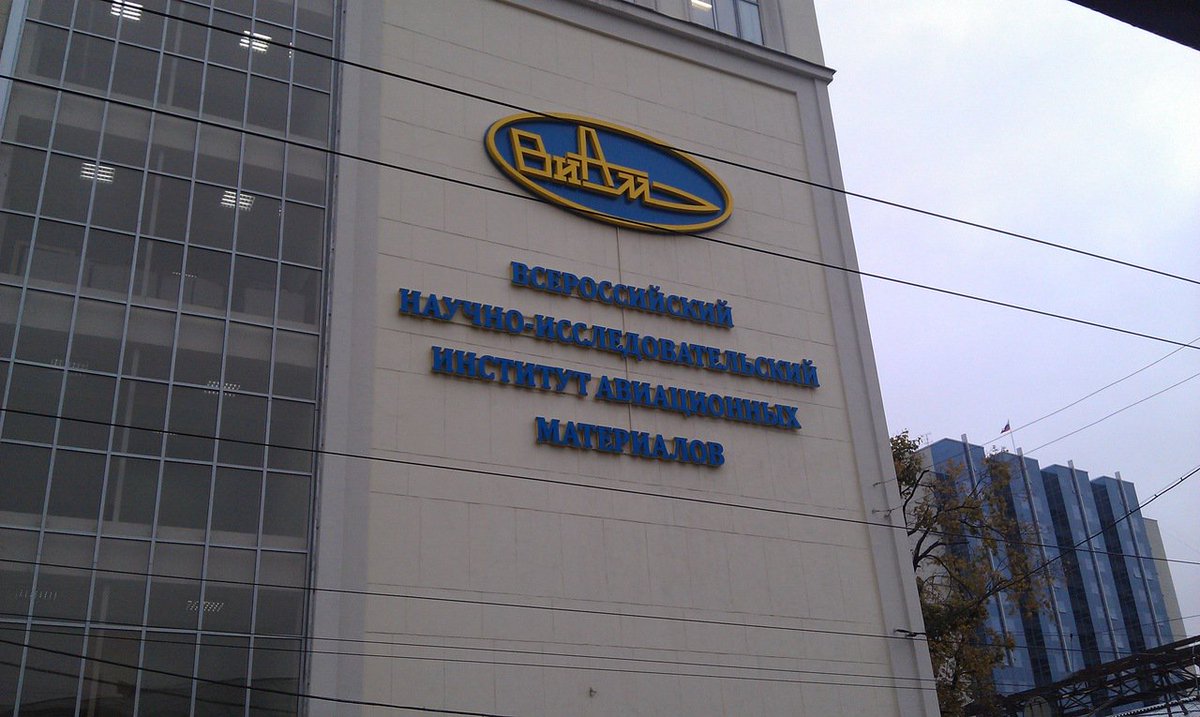 ВИАМ
ВСЕРОССИЙСКИЙ
НАУЧНО-ИССЛЕДОВАТЕЛЬСКИЙ
ИНСТИТУТ АВИАЦИОННЫХ
МАТЕРИАЛОВ